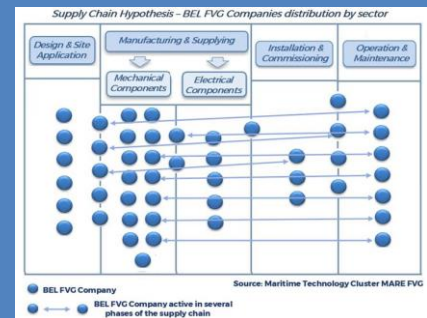 Supply Chain Hypothesis – BEL FVG Companies distribution by sector
Design & Site
Application
Manufacturing & Supplying
Mechanical
Components
Electrical
Components
Installation &
Commissioning
Operation &
Maintenance
BEL FVG Company
Source: Maritime Technology Cluster MARE FVG
BEL FVG Company active in several
phases of the supply chain